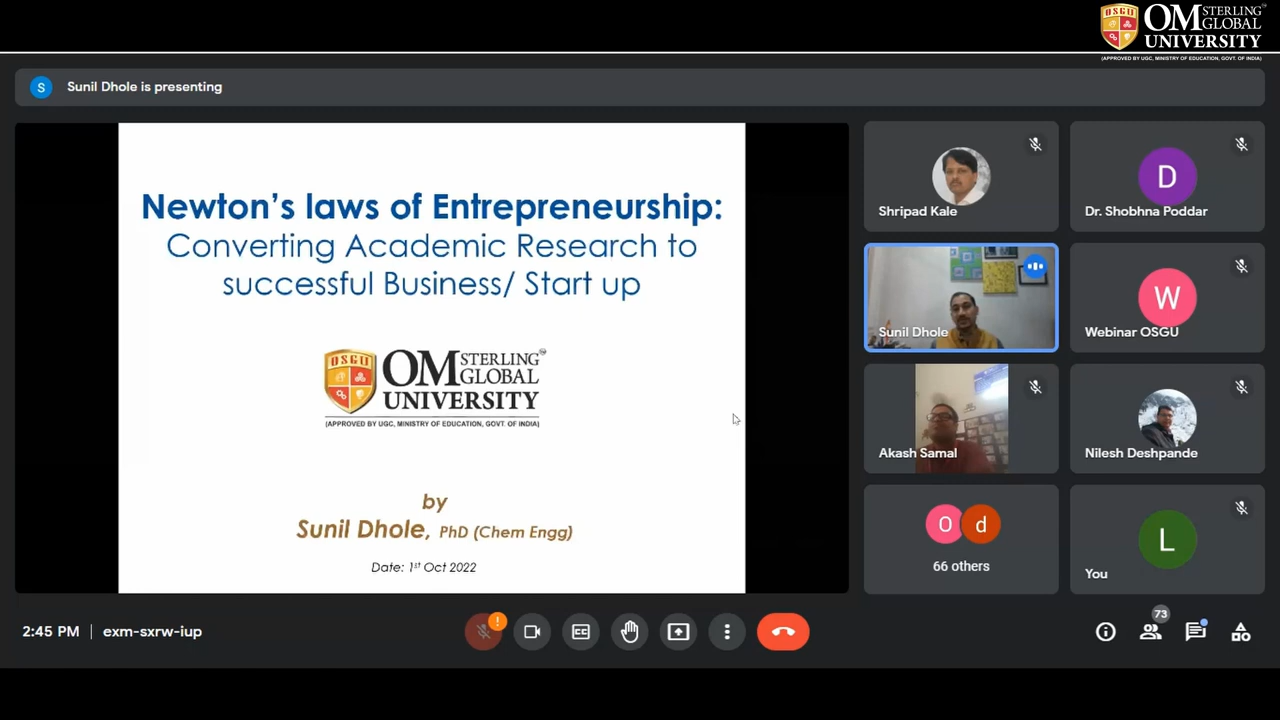 OSGU
OM STERLING GLOBAL UNIVERSITY
(APPROVED BY UGC, MINISTRY OF EDUCATION, GOVT. OF INDIA)
S
Sunil Dhole is presenting
Newton's laws of Entrepreneurship:
Converting Academic Research to
successful Business/ Start up
OSGU
OM STERLING
GLOBAL
UNIVERSITY
TM
(APPROVED BY UGC, MINISTRY OF EDUCATION, GOVT. OF INDIA)
by
Sunil Dhole, PhD (Chem Engg)
Date: 1st Oct 2022
Shripad Kale
D
Dr. Shobhna Poddar
Sunil Dhole
W
Webinar OSGU
Akash Samal
Nilesh Deshpande
O d
66 others
L
You
2:45 PM | exm-sxrw-iup
!
CC
73